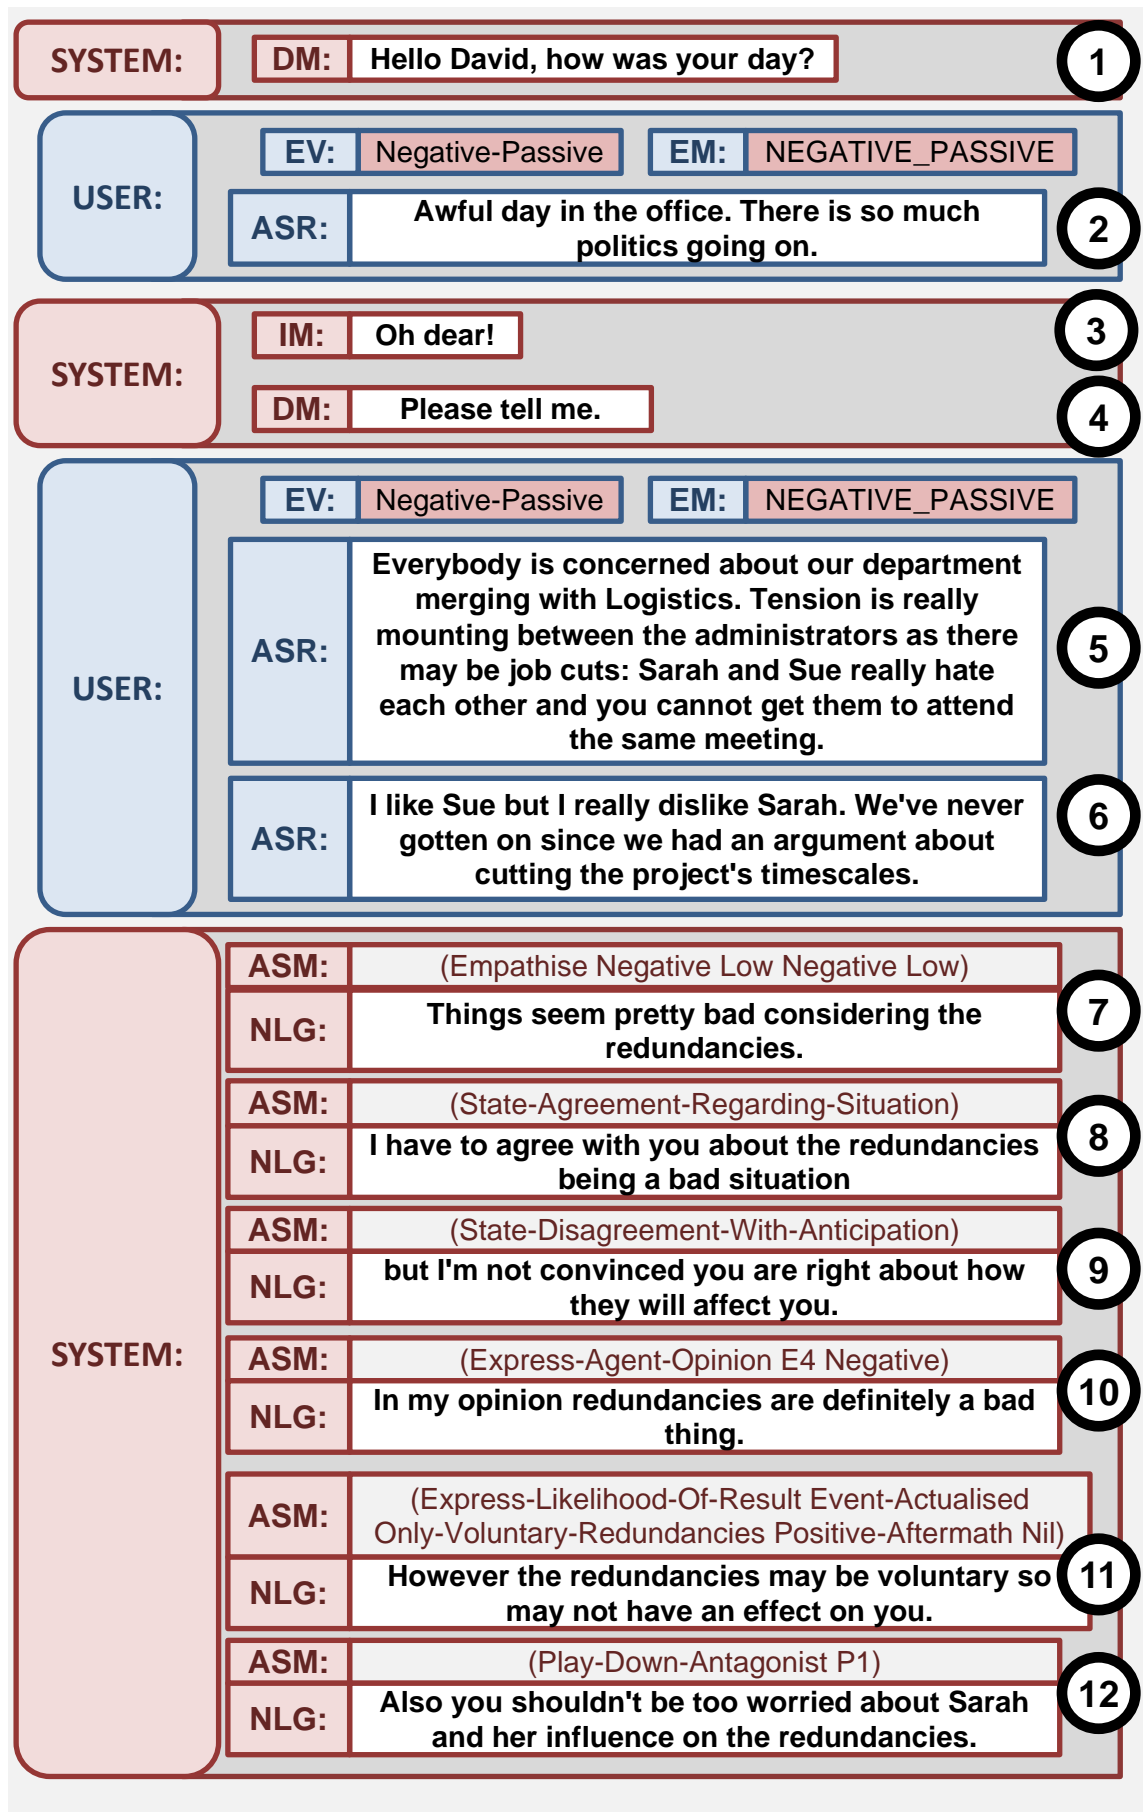 SYSTEM:
DM: Hello David, how was your day?
1
USER:
EV: Negative-Passive EM: NEGATIVE_PASSIVE
ASR: Awful day in the office. There is so much
politics going on.
2
SYSTEM:
IM: Oh dear!
3
DM: Please tell me.
4
USER:
EV: Negative-Passive EM: NEGATIVE_PASSIVE
ASR: Everybody is concerned about our department
merging with Logistics. Tension is really
mounting between the administrators as there
may be job cuts: Sarah and Sue really hate
each other and you cannot get them to attend
the same meeting.
5
ASR: I like Sue but I really dislike Sarah. We've never
gotten on since we had an argument about
cutting the project's timescales.
6
SYSTEM:
ASM: (Empathise Negative Low Negative Low)
NLG: Things seem pretty bad considering the
redundancies.
7
ASM: (State-Agreement-Regarding-Situation)
NLG: I have to agree with you about the redundancies
being a bad situation
8
ASM: (State-Disagreement-With-Anticipation)
NLG: but I'm not convinced you are right about how
they will affect you.
9
ASM: (Express-Agent-Opinion E4 Negative)
NLG: In my opinion redundancies are definitely a bad
thing.
10
ASM: (Express-Likelihood-Of-Result Event-Actualised
Only-Voluntary-Redundancies Positive-Aftermath Nil)
NLG: However the redundancies may be voluntary so
may not have an effect on you.
11
ASM: (Play-Down-Antagonist P1)
NLG: Also you shouldn't be too worried about Sarah
and her influence on the redundancies.
12